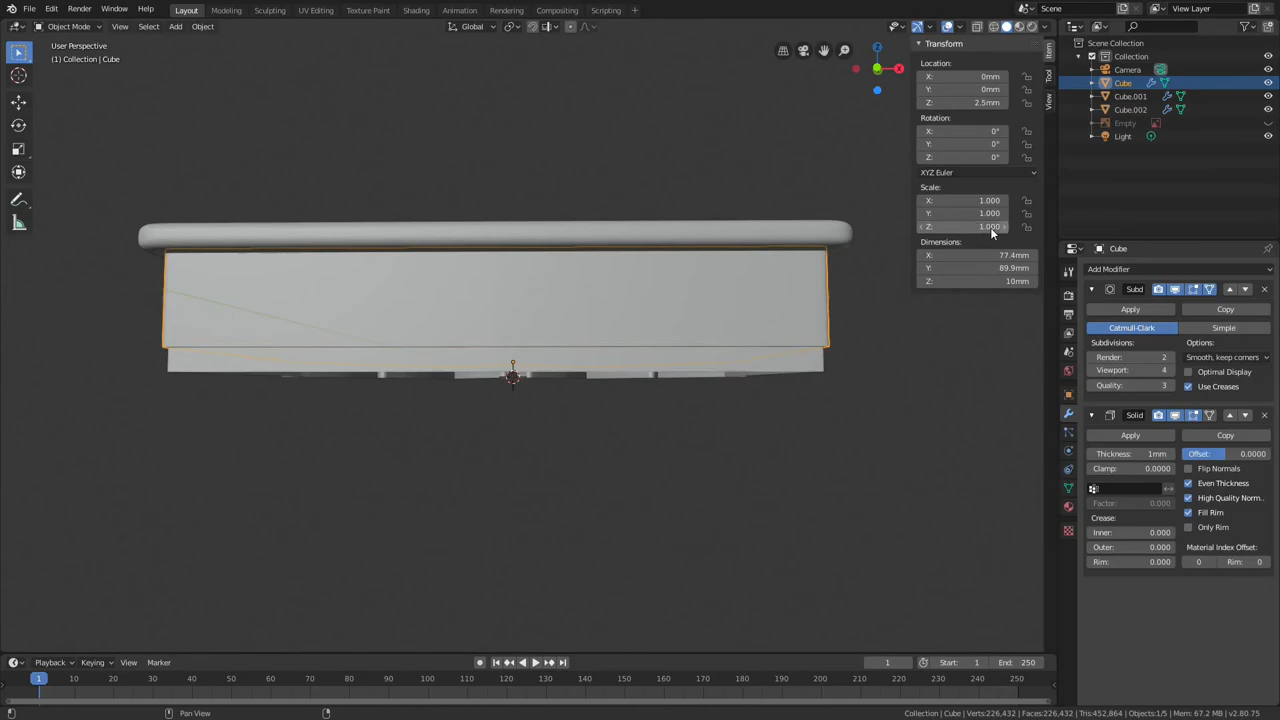 File Edit Render Window Help Layout Modeling Sculpting UV Editing Texture Paint Shading Animation Rendering Compositing Scripting + Scene View Layer
Object Mode View Select Add Object Global
User Perspective
(1) Collection | Cube
Transform
Location:
X: 0mm
Y: 0mm
Z: 2.5mm
Rotation:
X: 0°
Y: 0°
Z: 0°
XYZ Euler
Scale:
X: 1.000
Y: 1.000
Z: 1.000
Dimensions:
X: 77.4mm
Y: 89.9mm
Z: 10mm
Item
Tool
View
X
Z
Scene Collection
Collection
Camera
Cube
Cube.001
Cube.002
Empty
Light
Cube
Add Modifier
Subd
Apply Copy
Catmull-Clark Simple
Subdivisions: Options:
Render: 2 Smooth, keep corners
Viewport: 4 Optimal Display
Quality: 3 Use Creases
Solid
Apply Copy
Thickness: 1mm Offset: 0.0000
Clamp: 0.0000 Flip Normals
Even Thickness
Factor: 0.000 High Quality Norm..
Crease: Fill Rim
Inner: 0.000 Only Rim
Outer: 0.000 Material Index Offset:
Rim: 0.000 0 Rim: 0
Playback Keying View Marker 1 Start: 1 End: 250
1 10 20 30 40 50 60 70 80 90 100 110 120 130 140 150 160 170 180 190 200 210 220 230 240 250
Select Pan View Collection | Cube | Verts:226,432 | Faces:226,432 | Tris:452,864 | Objects:1/5 | Mem: 67.2 MB | v2.80.75